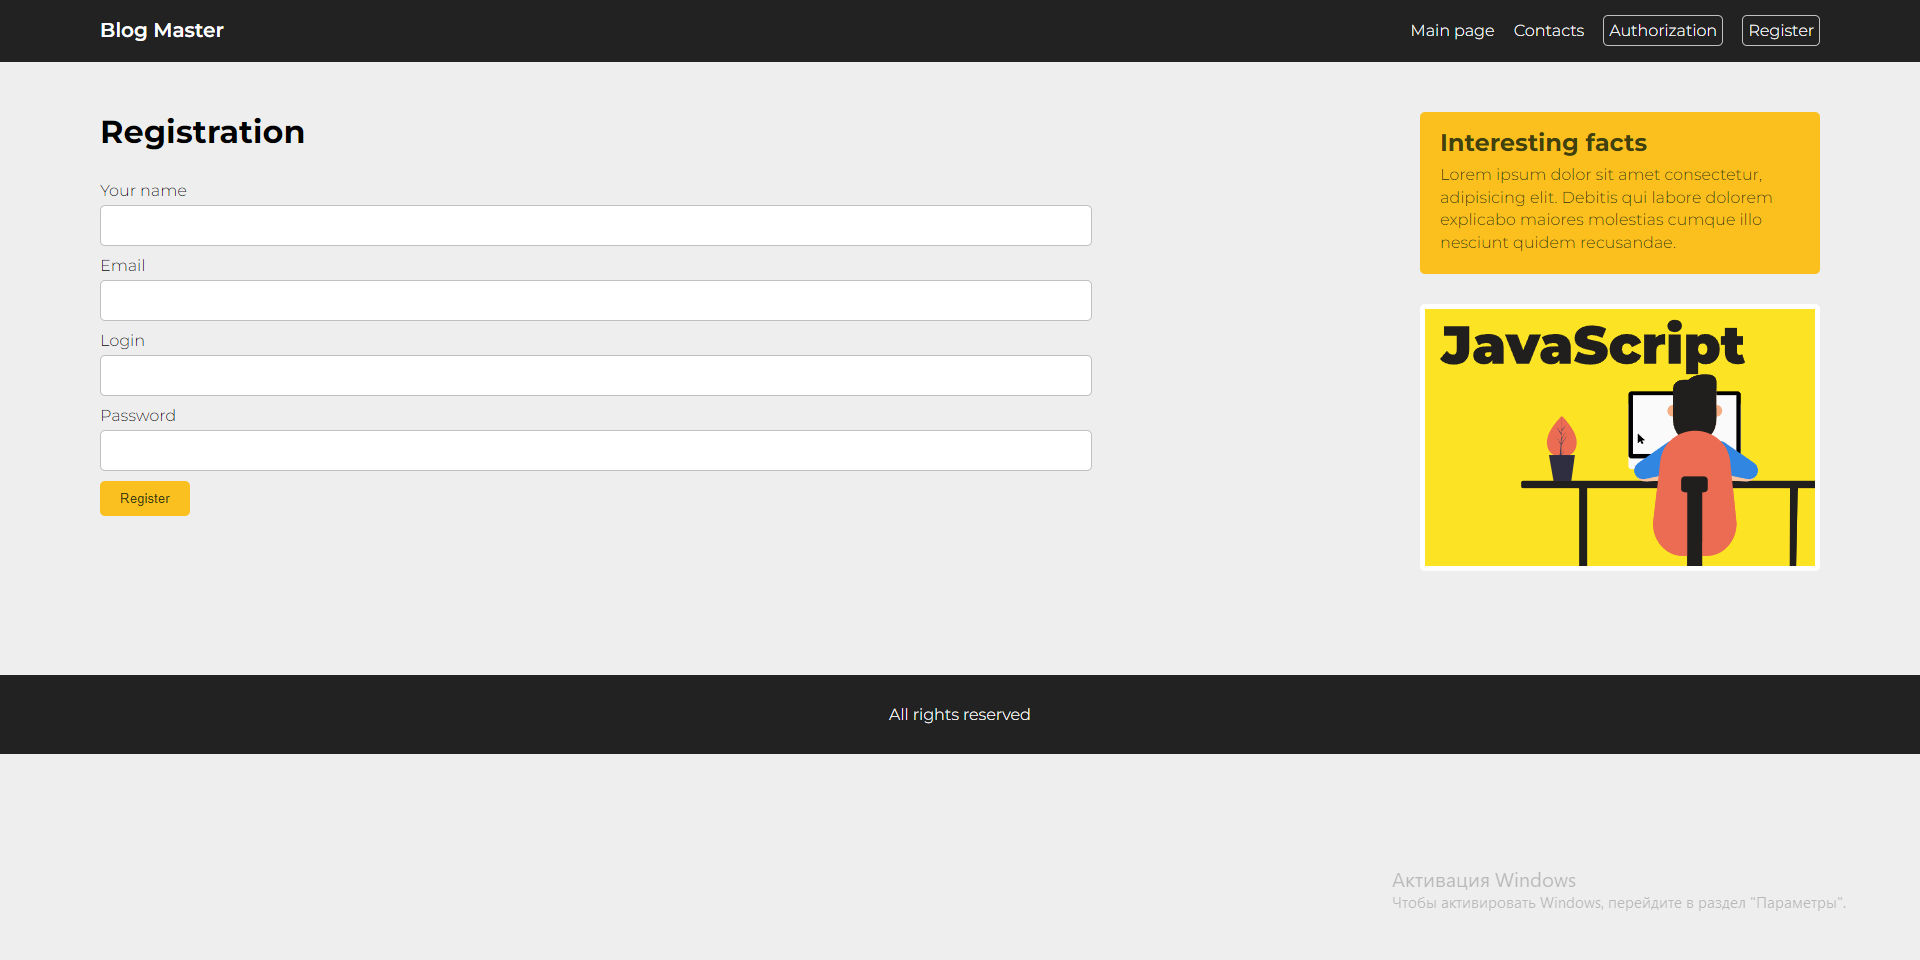 Blog Master
Main page
Contacts
Authorization
Register
Registration
Your name
Email
Login
Password
Register
Interesting facts
Lorem ipsum dolor sit amet consectetur,
adipisicing elit. Debitis qui labore dolorem
explicabo maiores molestias cumque illo
nesciunt quidem recusandae.
JavaScript
All rights reserved
Активация Windows
Чтобы активировать Windows, перейдите в раздел "Параметры".